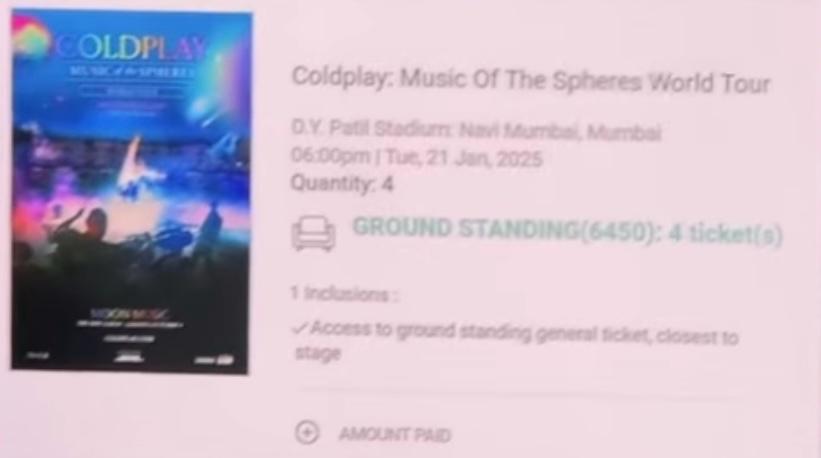 COLDPLAY
MUSIC of the SPHERES
Coldplay: Music Of The Spheres World Tour
D.Y. Patil Stadium: Navi Mumbai, Mumbai
06:00pm | Tue, 21 Jan, 2025
Quantity: 4
GROUND STANDING(6450): 4 ticket(s)
1 Inclusions :
✓Access to ground standing general ticket, closest to
stage
MOON MUSIC
AMOUNT PAID